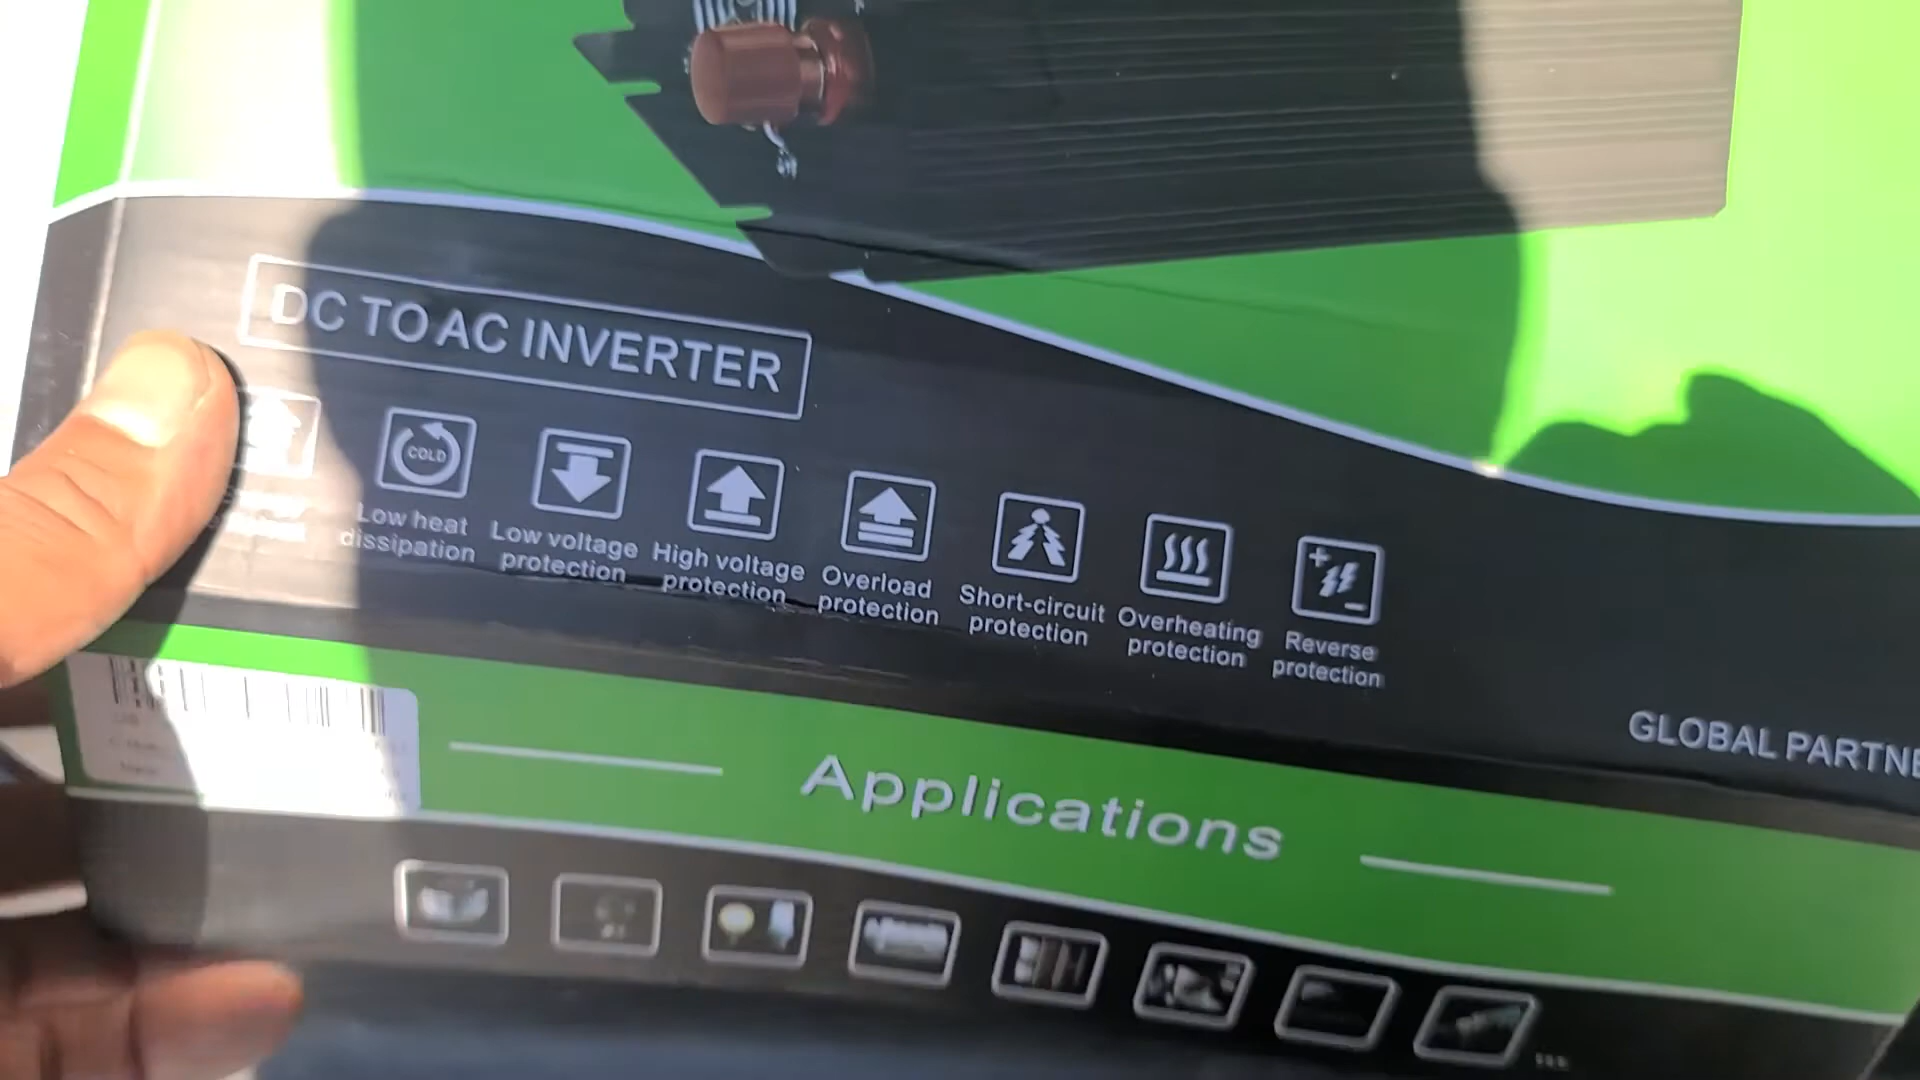 DC TO AC INVERTER
COLD
Low heat
dissipation
Low voltage
protection
High voltage
protection
Overload
protection
Short-circuit
protection
Overheating
protection
Reverse
protection
GLOBAL PARTNE
Applications